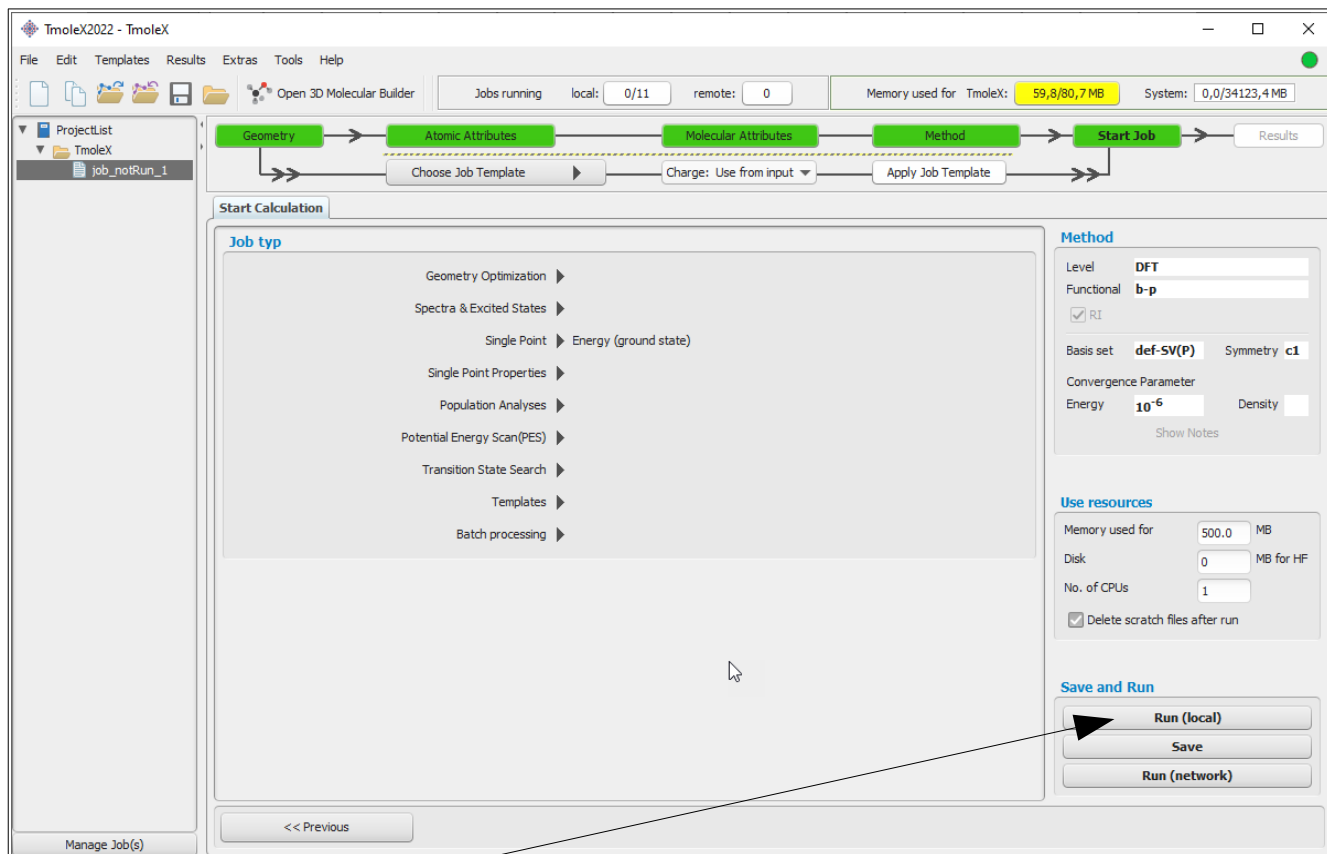 TmoleX2022 - TmoleX
File Edit Templates Results Extras Tools Help
Open 3D Molecular Builder Jobs running local: 0/11 remote: 0 Memory used for TmoleX: 59,8/80,7 MB System: 0,0/34123,4 MB
ProjectList
TmoleX
job_notRun_1
Manage Job(s)
Geometry Atomic Attributes Molecular Attributes Method Start Job Results
Choose Job Template Charge: Use from input Apply Job Template
Start Calculation
Job typ
Geometry Optimization
Spectra & Excited States
Single Point Energy (ground state)
Single Point Properties
Population Analyses
Potential Energy Scan(PES)
Transition State Search
Templates
Batch processing
Method
Level DFT
Functional b-p
RI
Basis set def-SV(P) Symmetry c1
Convergence Parameter
Energy 10⁻⁶ Density
Show Notes
Use resources
Memory used for 500.0 MB
Disk 0 MB for HF
No. of CPUs 1
Delete scratch files after run
Save and Run
Run (local)
Save
Run (network)
<< Previous